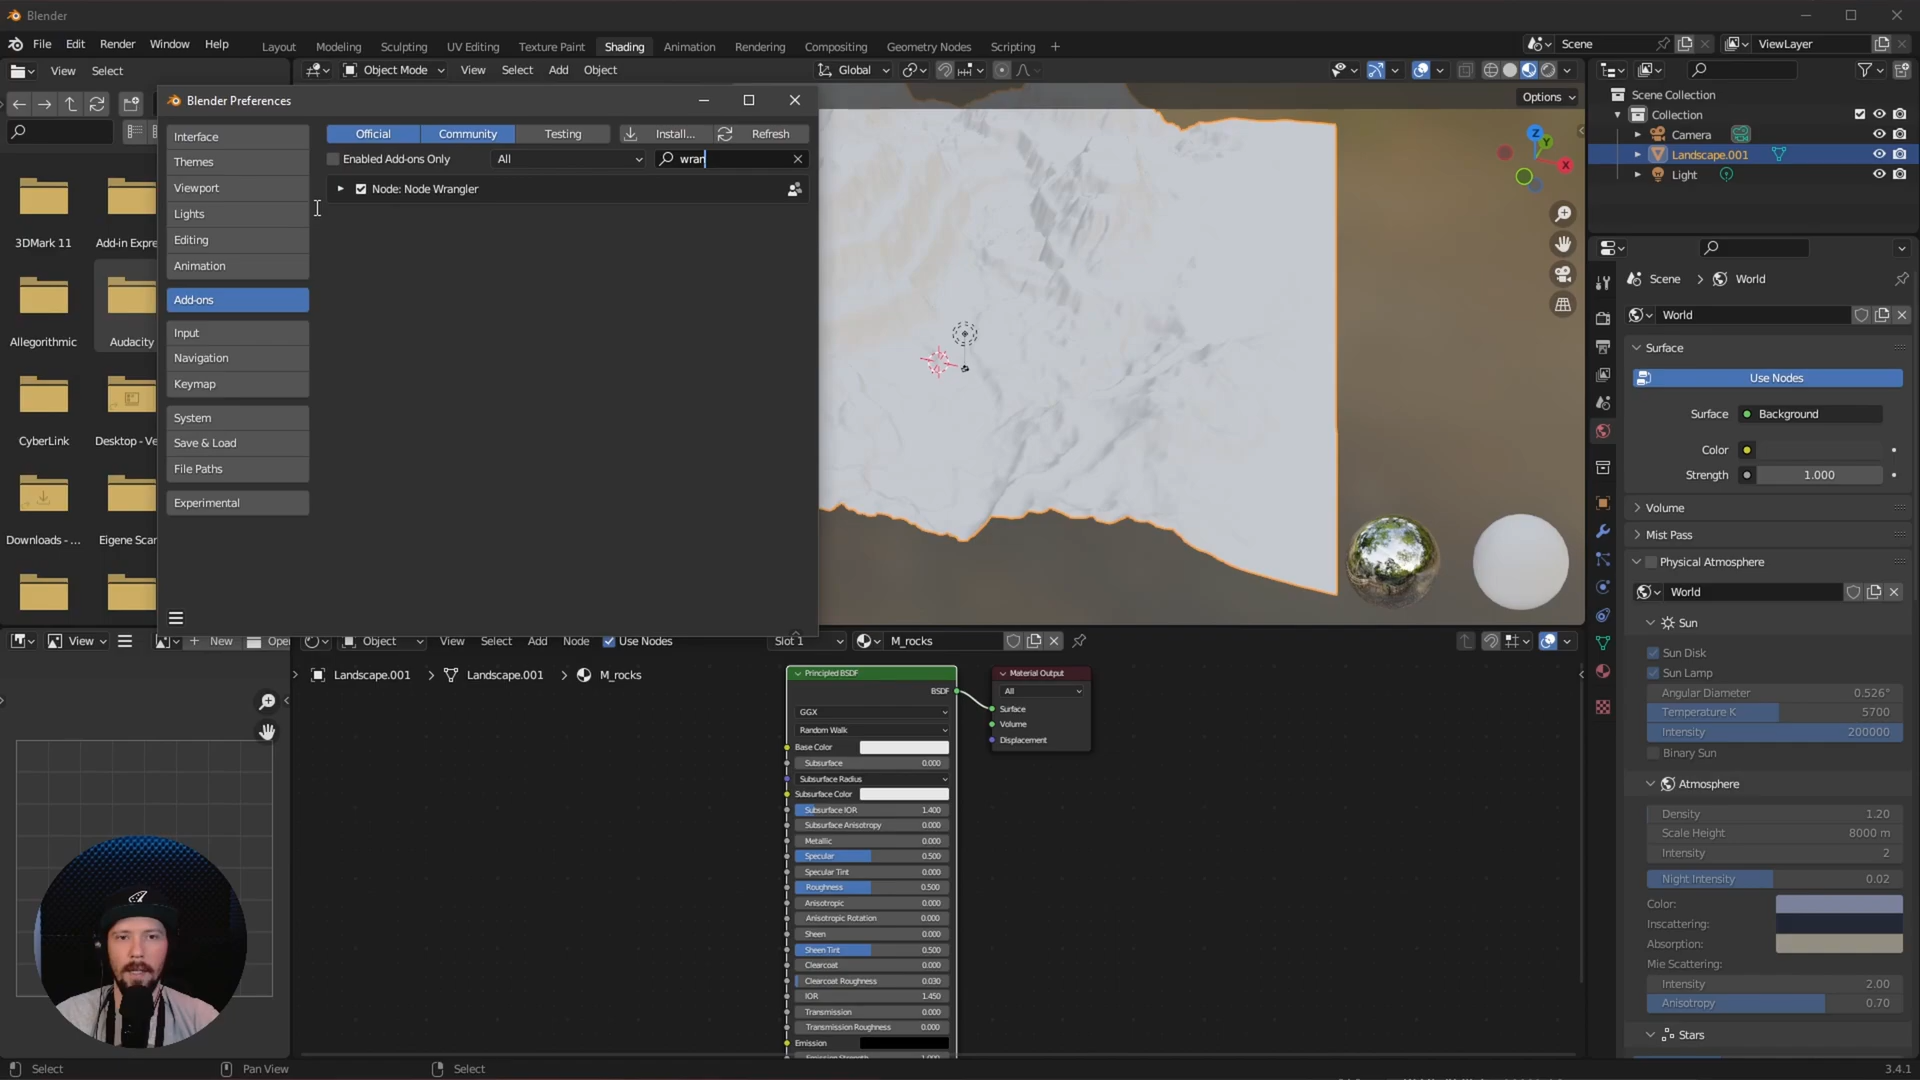 Blender
File Edit Render Window Help
Layout Modeling Sculpting UV Editing Texture Paint Shading Animation Rendering Compositing Geometry Nodes Scripting +
Scene
ViewLayer
View Select
Object Mode View Select Add Object
Global
Options
Blender Preferences
Interface
Themes
Viewport
Lights
Editing
Animation
Add-ons
Input
Navigation
Keymap
System
Save & Load
File Paths
Experimental
Official Community Testing Install... Refresh
Enabled Add-ons Only All wran
Node: Node Wrangler
3DMark 11 Add-in Expre
Allegorithmic Audacity
CyberLink Desktop - Ve
Downloads - ... Eigene Scan
Z
Y
X
Scene Collection
Collection
Camera
Landscape.001
Light
Scene > World
World
Surface
Use Nodes
Surface Background
Color
Strength 1.000
Volume
Mist Pass
Physical Atmosphere
World
Sun
Sun Disk
Sun Lamp
Angular Diameter 0.526°
Temperature K 5700
Intensity 200000
Binary Sun
Atmosphere
Density 1.20
Scale Height 8000 m
Intensity 2
Night Intensity 0.02
Color:
Inscattering:
Absorption:
Mie Scattering:
Intensity 2.00
Anisotropy 0.70
Stars
View + New Open
Object View Select Add Node Use Nodes Slot 1 M_rocks
Landscape.001 > Landscape.001 > M_rocks
Principled BSDF
BSDF
GGX
Random Walk
Base Color
Subsurface 0.000
Subsurface Radius
Subsurface Color
Subsurface IOR 1.400
Subsurface Anisotropy 0.000
Metallic 0.000
Specular 0.500
Specular Tint 0.000
Roughness 0.500
Anisotropic 0.000
Anisotropic Rotation 0.000
Sheen 0.000
Sheen Tint 0.500
Clearcoat 0.000
Clearcoat Roughness 0.030
IOR 1.450
Transmission 0.000
Transmission Roughness 0.000
Emission
Emission Strength 1.000
Material Output
All
Surface
Volume
Displacement
Select Pan View Select
3.4.1